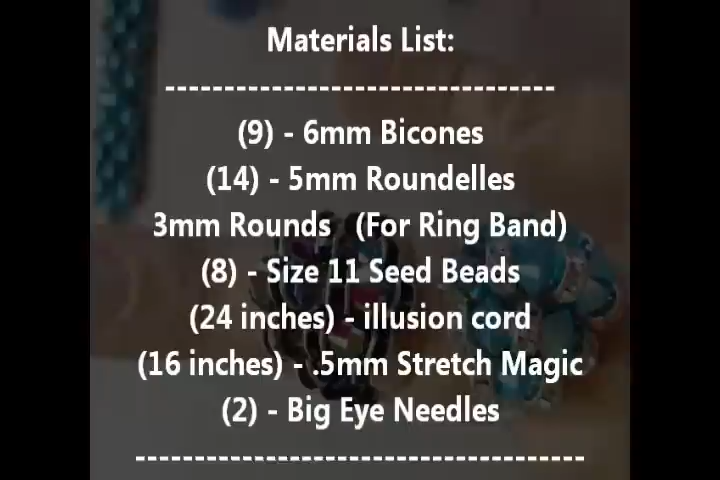 Materials List:
---------------------------------
(9) - 6mm Bicones
(14) - 5mm Roundelles
3mm Rounds (For Ring Band)
(8) - Size 11 Seed Beads
(24 inches) - illusion cord
(16 inches) - .5mm Stretch Magic
(2) - Big Eye Needles
--------------------------------------